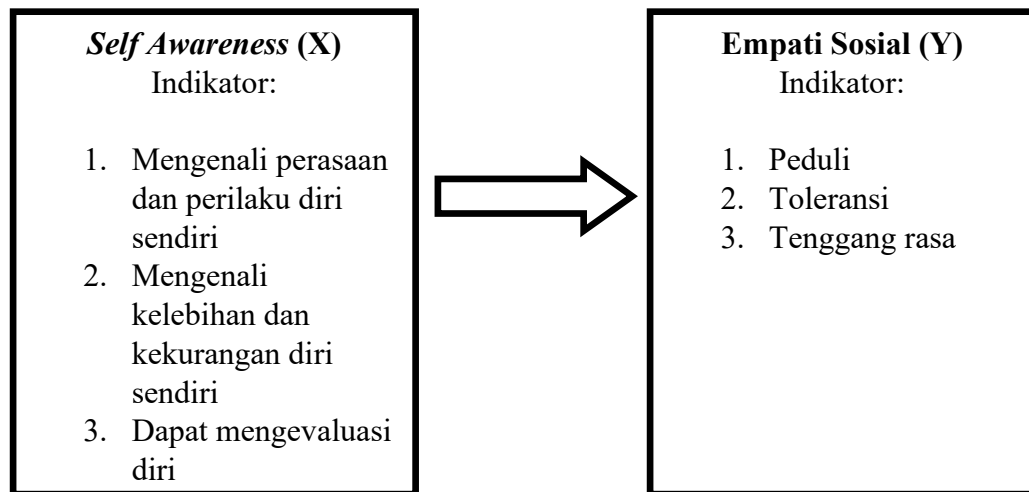 Self Awareness (X)
Indikator:
1. Mengenali perasaan
dan perilaku diri
sendiri
2. Mengenali
kelebihan dan
kekurangan diri
sendiri
3. Dapat mengevaluasi
diri
Empati Sosial (Y)
Indikator:
1. Peduli
2. Toleransi
3. Tenggang rasa